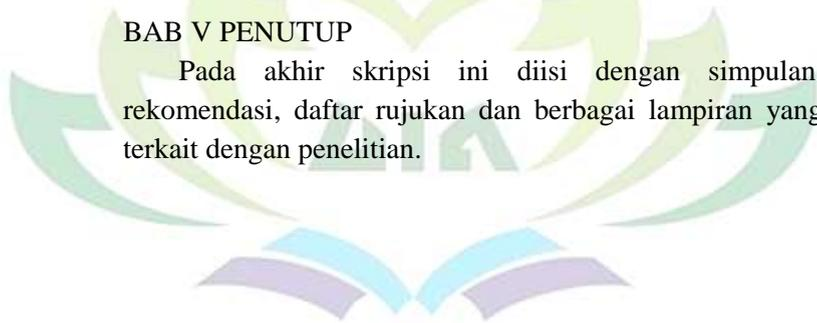 BAB V PENUTUP
Pada akhir skripsi ini diisi dengan simpulan
rekomendasi, daftar rujukan dan berbagai lampiran yang
terkait dengan penelitian.